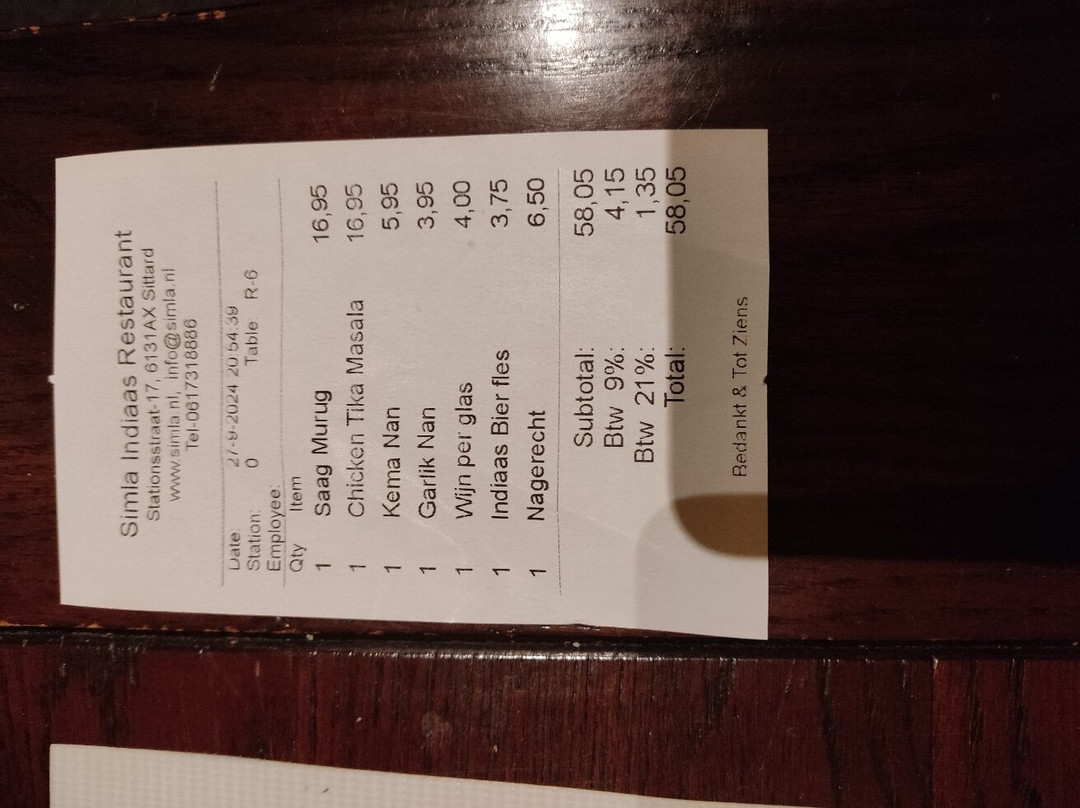 Simla Indiaas Restaurant
Stationsstraat-17, 6131AX Sittard
www.simla.nl, info@simla.nl
Tel-0617318886
Date: 27-9-2024 20:54:39
Station: 0 Table: R-6
Employee:
Qty Item
1 Saag Murug 16,95
1 Chicken Tika Masala 16,95
1 Kema Nan 5,95
1 Garlik Nan 3,95
1 Wijn per glas 4,00
1 Indiaas Bier fles 3,75
1 Nagerecht 6,50
Subtotal: 58,05
Btw 9%: 4,15
Btw 21%: 1,35
Total: 58,05
Bedankt & Tot Ziens